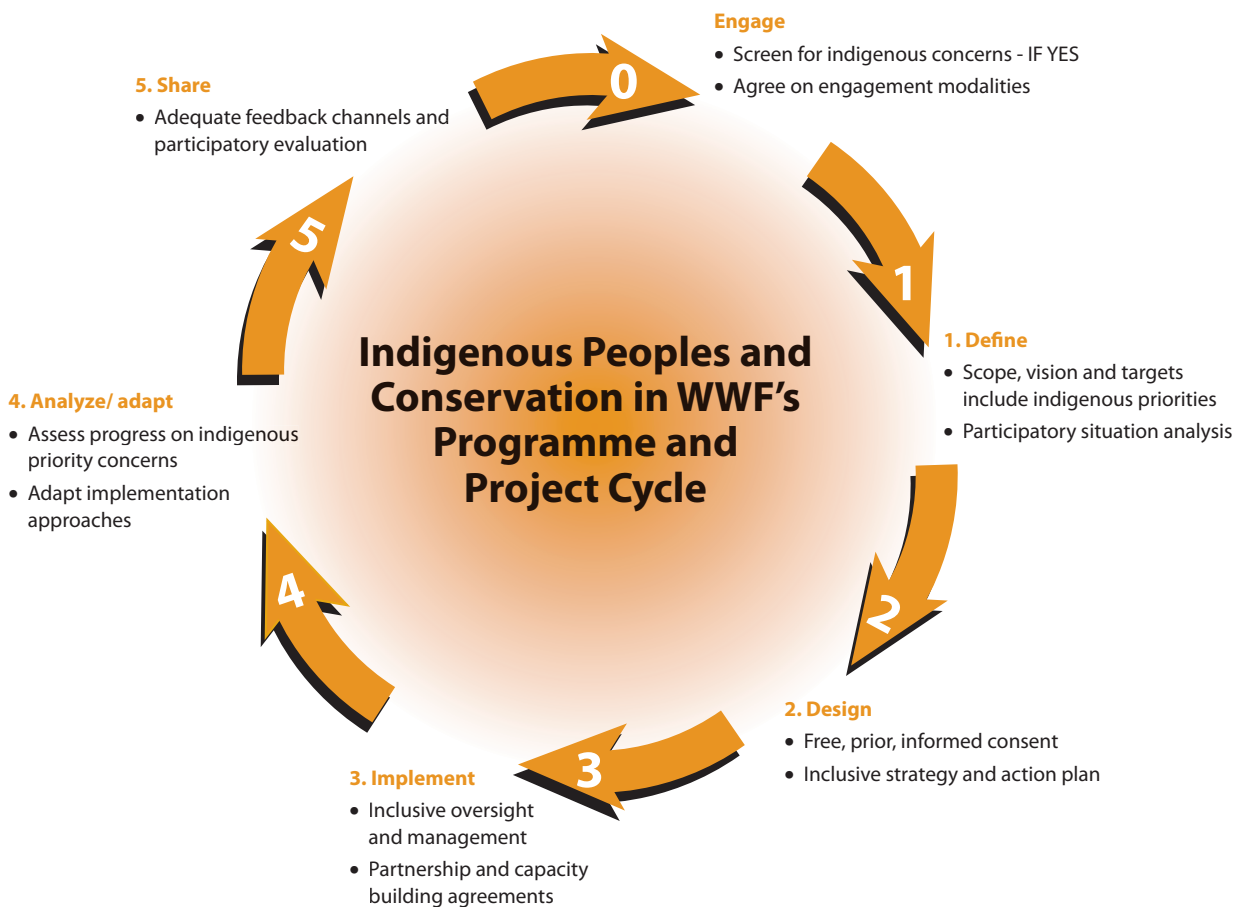 Engage
• Screen for indigenous concerns - IF YES
• Agree on engagement modalities
0
1
1. Define
• Scope, vision and targets
include indigenous priorities
• Participatory situation analysis
2
2. Design
• Free, prior, informed consent
• Inclusive strategy and action plan
3
3. Implement
• Inclusive oversight
and management
• Partnership and capacity
building agreements
4
4. Analyze/ adapt
• Assess progress on indigenous
priority concerns
• Adapt implementation
approaches
5
5. Share
• Adequate feedback channels and
participatory evaluation
Indigenous Peoples and
Conservation in WWF's
Programme and
Project Cycle